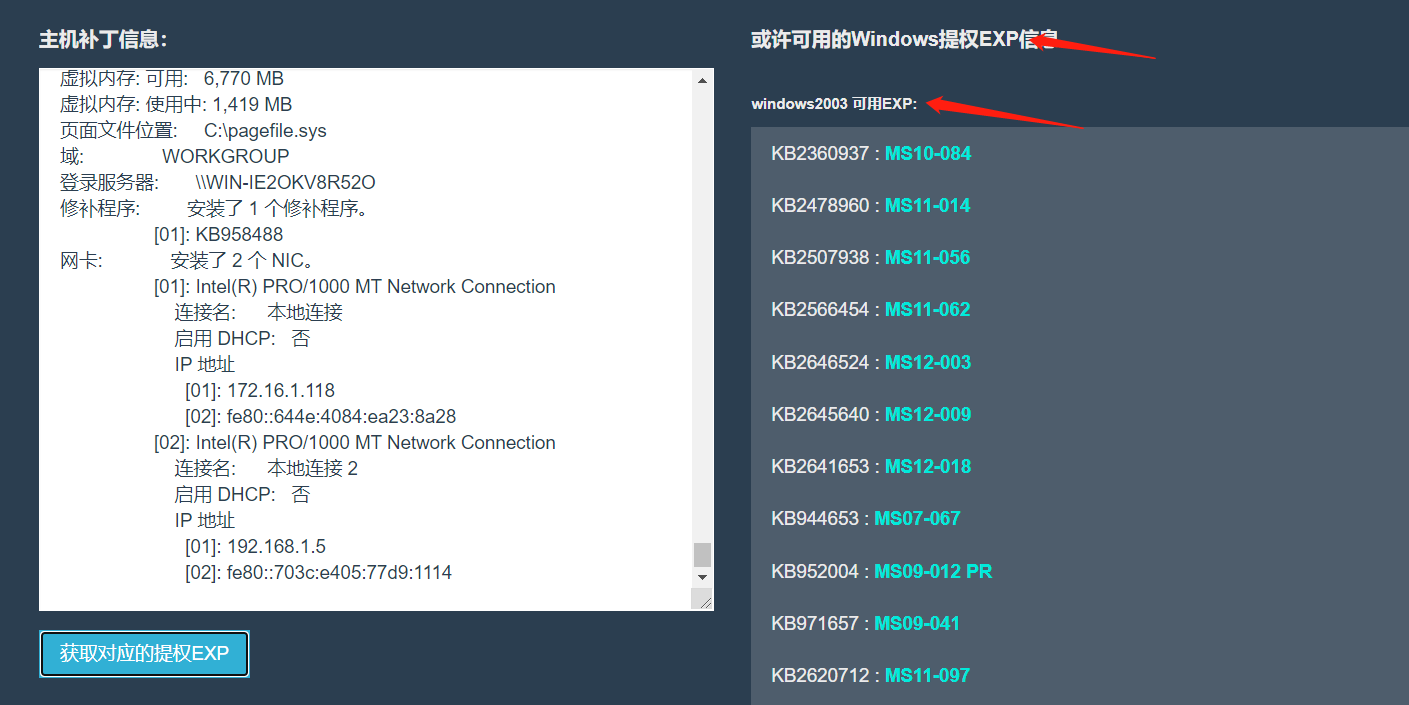 主机补丁信息:
虚拟内存: 可用: 6,770 MB
虚拟内存: 使用中: 1,419 MB
页面文件位置: C:\pagefile.sys
域: WORKGROUP
登录服务器: \\WIN-IE2OKV8R52O
修补程序: 安装了 1 个修补程序。
[01]: KB958488
网卡: 安装了 2 个 NIC。
[01]: Intel(R) PRO/1000 MT Network Connection
连接名: 本地连接
启用 DHCP: 否
IP 地址
[01]: 172.16.1.118
[02]: fe80::644e:4084:ea23:8a28
[02]: Intel(R) PRO/1000 MT Network Connection
连接名: 本地连接 2
启用 DHCP: 否
IP 地址
[01]: 192.168.1.5
[02]: fe80::703c:e405:77d9:1114
获取对应的提权EXP
或许可用的Windows提权EXP信息
windows2003 可用EXP:
KB2360937 : MS10-084
KB2478960 : MS11-014
KB2507938 : MS11-056
KB2566454 : MS11-062
KB2646524 : MS12-003
KB2645640 : MS12-009
KB2641653 : MS12-018
KB944653 : MS07-067
KB952004 : MS09-012 PR
KB971657 : MS09-041
KB2620712 : MS11-097